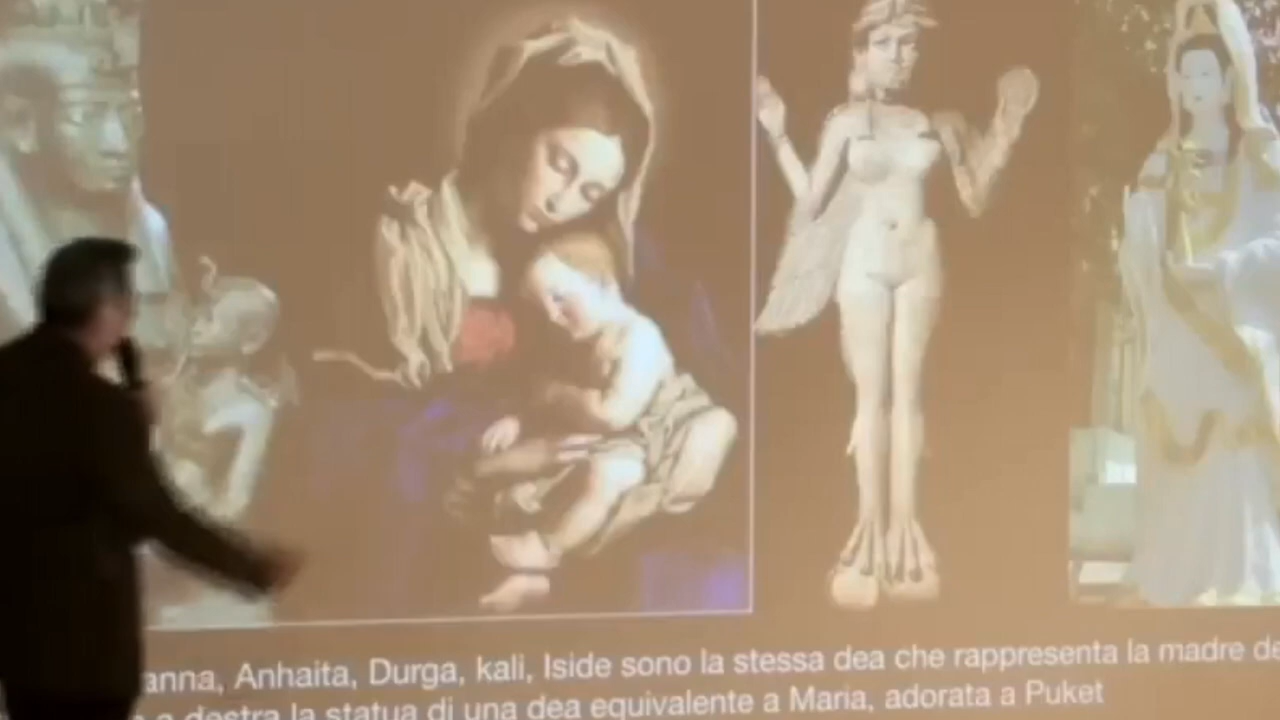 anna, Anhaita, Durga, kali, Iside sono la stessa dea che rappresenta la madre de
a destra la statua di una dea equivalente a Maria, adorata a Puket